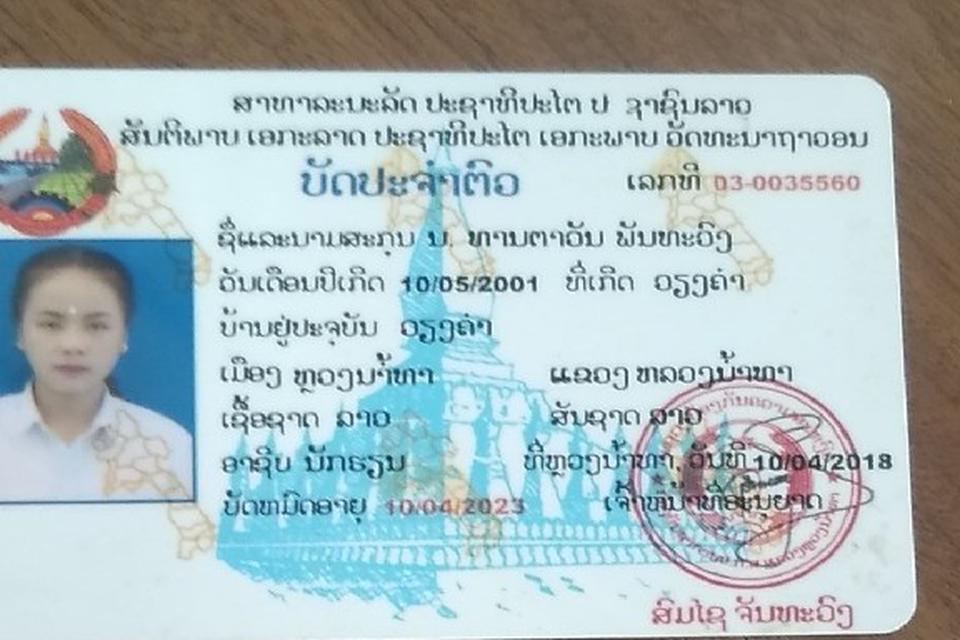 ສາທາລະນະລັດ ປະຊາທິປະໄຕ ປ ຊາຊົນລາວ
ສັນຕິພາບ ເອກະລາດ ປະຊາທິປະໄຕ ເອກະພາບ ວັດທະນາຖາວອນ
ບັດປະຈຳຕົວ
ເລກທີ 03-0035560
ຊື່ແລະນາມສະກຸນ ນ. ທານຕາວັນ ພັນທະວົງ
ວັນເດືອນປີເກີດ 10/05/2001 ທີ່ເກີດ ວຽງຄຳ
ບ້ານຢູ່ປະຈຸບັນ ວຽງຄຳ
ເມືອງ ຫຼວງນ້ຳທາ ແຂວງ ຫລວງນ້ຳທາ
ເຊື້ອຊາດ ລາວ ສັນຊາດ ລາວ
ອາຊີບ ນັກຮຽນ ທີ່ຫຼວງນ້ຳທາ, ວັນທີ 10/04/2018
ບັດຫມົດອາຍຸ 10/04/2023 ເຈົ້າຫນ້າທີ່ອະນຸຍາດ
ສົມໄຊ ຈັນທະວົງ